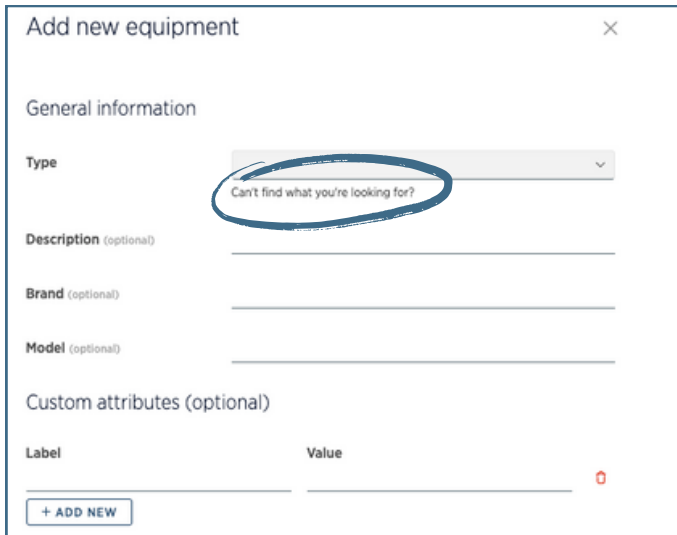 Add new equipment
General information
Type
Can't find what you're looking for?
Description (optional)
Brand (optional)
Model (optional)
Custom attributes (optional)
Label Value
+ ADD NEW